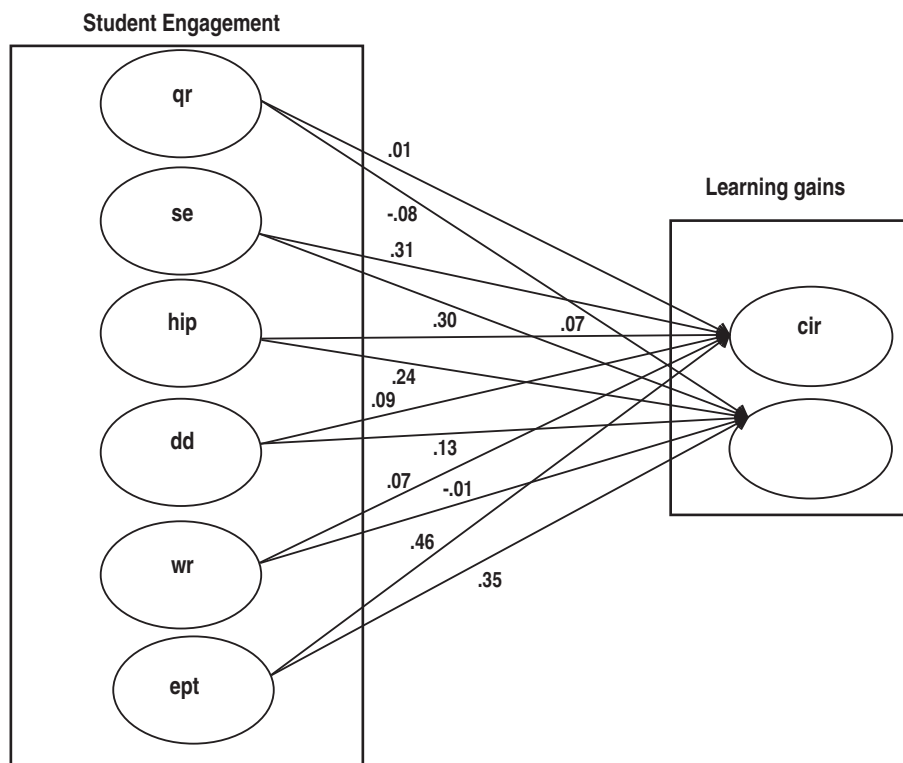 Student Engagement
qr
.01
Learning gains
se
-.08
.31
hip
.30
.07
cir
.24
.09
dd
.13
.07
-.01
wr
.46
.35
ept